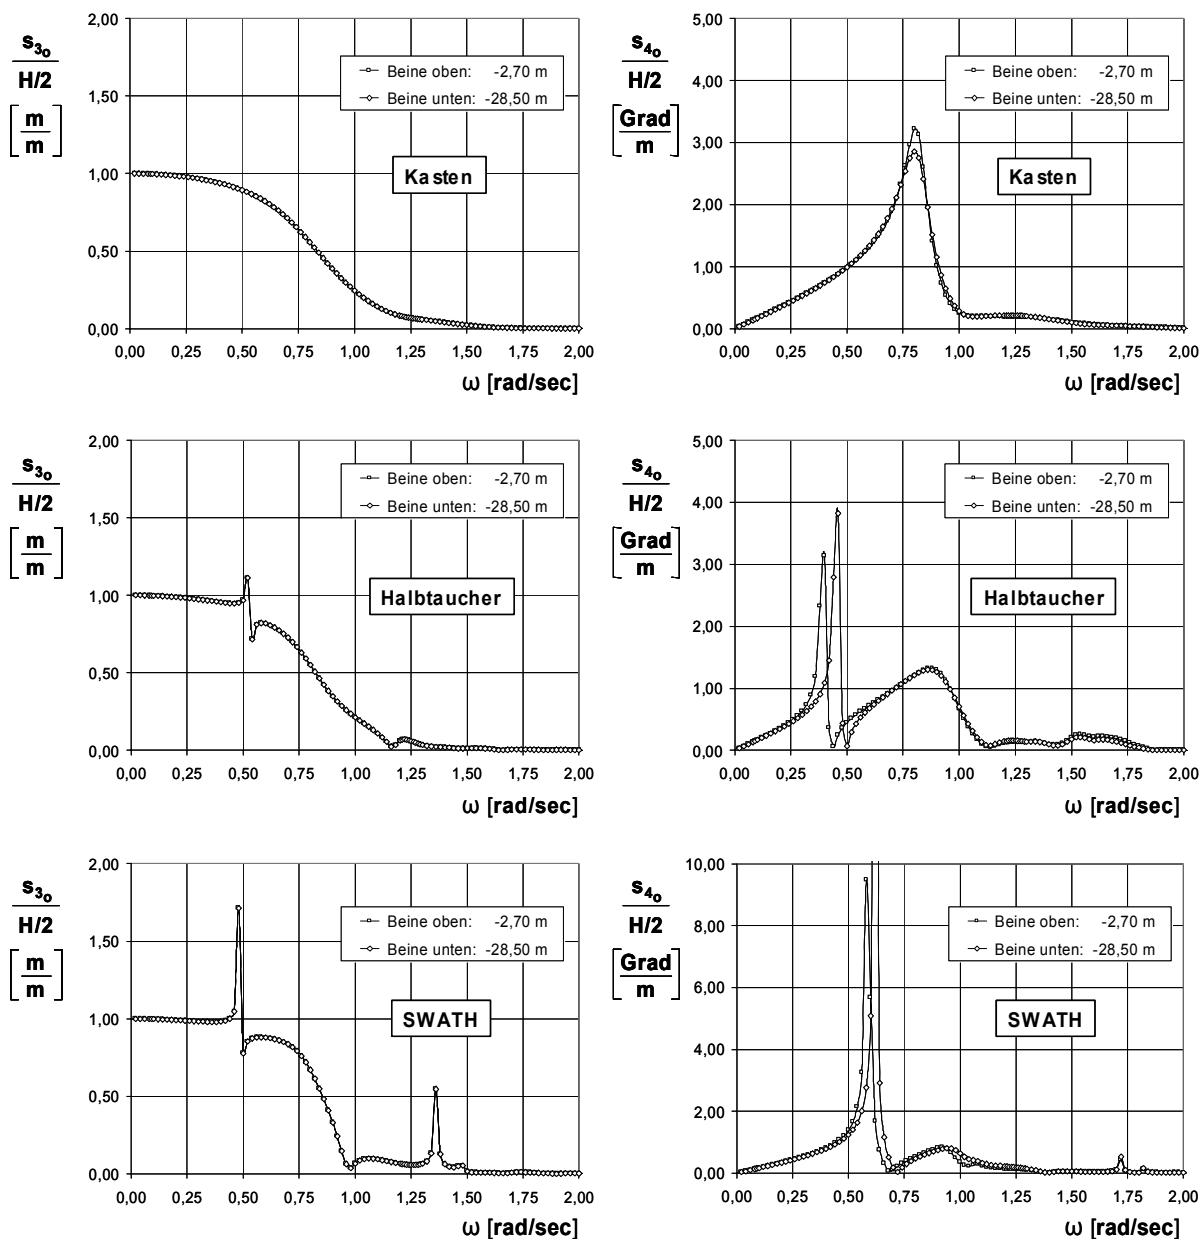 s3o
H/2
[m
m]
2,00
1,50
1,00
0,50
0,00
Beine oben: -2,70 m
Beine unten: -28,50 m
Kasten
0,00 0,25 0,50 0,75 1,00 1,25 1,50 1,75 2,00
ω [rad/sec]
s4o
H/2
[Grad
m]
5,00
4,00
3,00
2,00
1,00
0,00
Beine oben: -2,70 m
Beine unten: -28,50 m
Kasten
0,00 0,25 0,50 0,75 1,00 1,25 1,50 1,75 2,00
ω [rad/sec]
s3o
H/2
[m
m]
2,00
1,50
1,00
0,50
0,00
Beine oben: -2,70 m
Beine unten: -28,50 m
Halbtaucher
0,00 0,25 0,50 0,75 1,00 1,25 1,50 1,75 2,00
ω [rad/sec]
s4o
H/2
[Grad
m]
5,00
4,00
3,00
2,00
1,00
0,00
Beine oben: -2,70 m
Beine unten: -28,50 m
Halbtaucher
0,00 0,25 0,50 0,75 1,00 1,25 1,50 1,75 2,00
ω [rad/sec]
s3o
H/2
[m
m]
2,00
1,50
1,00
0,50
0,00
Beine oben: -2,70 m
Beine unten: -28,50 m
SWATH
0,00 0,25 0,50 0,75 1,00 1,25 1,50 1,75 2,00
ω [rad/sec]
s4o
H/2
[Grad
m]
10,00
8,00
6,00
4,00
2,00
0,00
Beine oben: -2,70 m
Beine unten: -28,50 m
SWATH
0,00 0,25 0,50 0,75 1,00 1,25 1,50 1,75 2,00
ω [rad/sec]